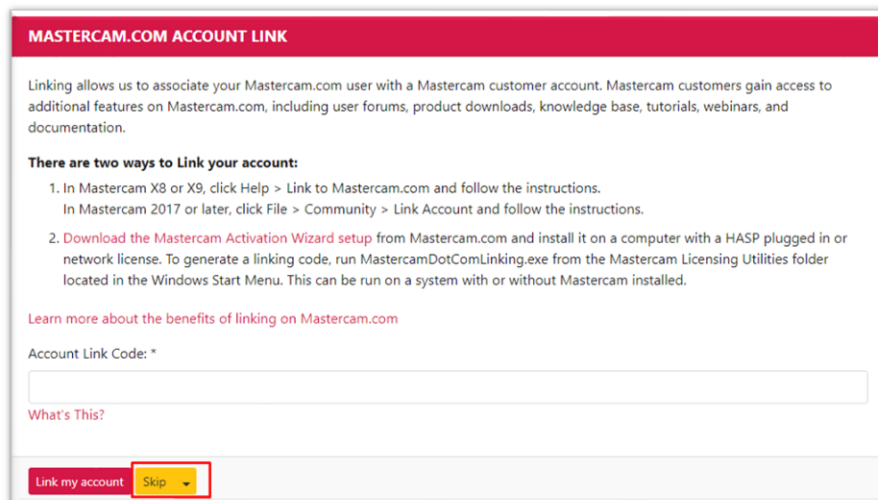 MASTERCAM.COM ACCOUNT LINK
Linking allows us to associate your Mastercam.com user with a Mastercam customer account. Mastercam customers gain access to
additional features on Mastercam.com, including user forums, product downloads, knowledge base, tutorials, webinars, and
documentation.
There are two ways to Link your account:
1. In Mastercam X8 or X9, click Help > Link to Mastercam.com and follow the instructions.
In Mastercam 2017 or later, click File > Community > Link Account and follow the instructions.
2. Download the Mastercam Activation Wizard setup from Mastercam.com and install it on a computer with a HASP plugged in or
network license. To generate a linking code, run MastercamDotComLinking.exe from the Mastercam Licensing Utilities folder
located in the Windows Start Menu. This can be run on a system with or without Mastercam installed.
Learn more about the benefits of linking on Mastercam.com
Account Link Code: *
What's This?
Link my account Skip